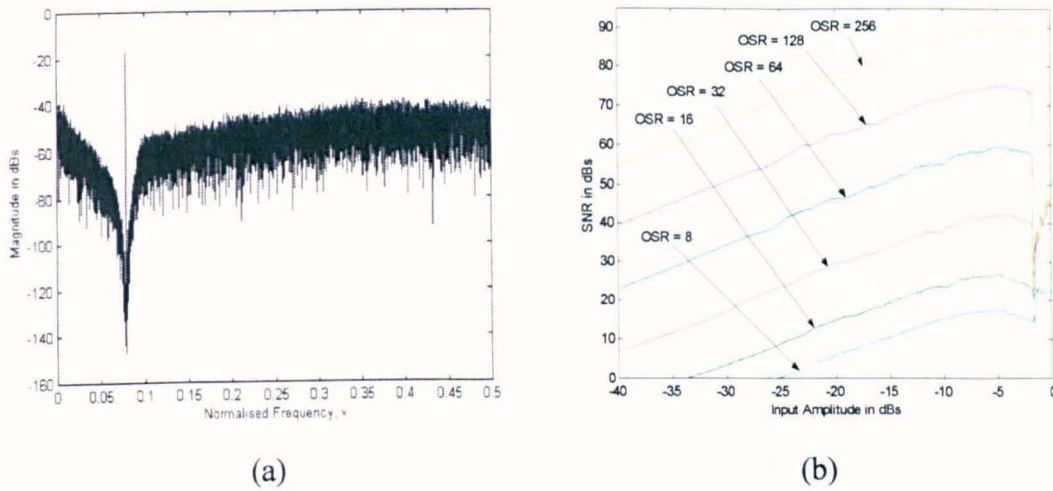 0
-20
-40
-60
-80
-100
-120
-140
-160
Magnitude in dBs
0 0.05 0.1 0.15 0.2 0.25 0.3 0.35 0.4 0.45 0.5
Normalised Frequency, v
(a)
90
80
70
60
50
40
30
20
10
0
SNR in dBs
OSR = 256
OSR = 128
OSR = 64
OSR = 32
OSR = 16
OSR = 8
-40 -35 -30 -25 -20 -15 -10 -5 0
Input Amplitude in dBs
(b)